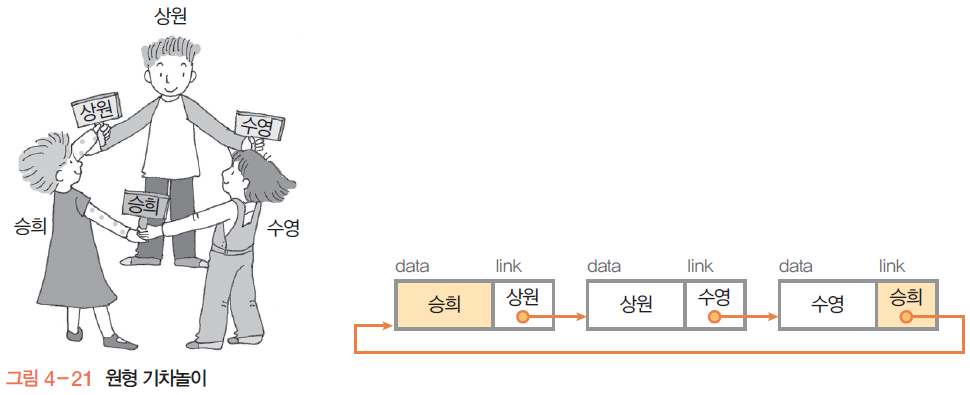 상원
상원
수영
승희
승희
수영
data link data link data link
승희 상원 상원 수영 수영 승희
그림 4-21 원형 기차놀이